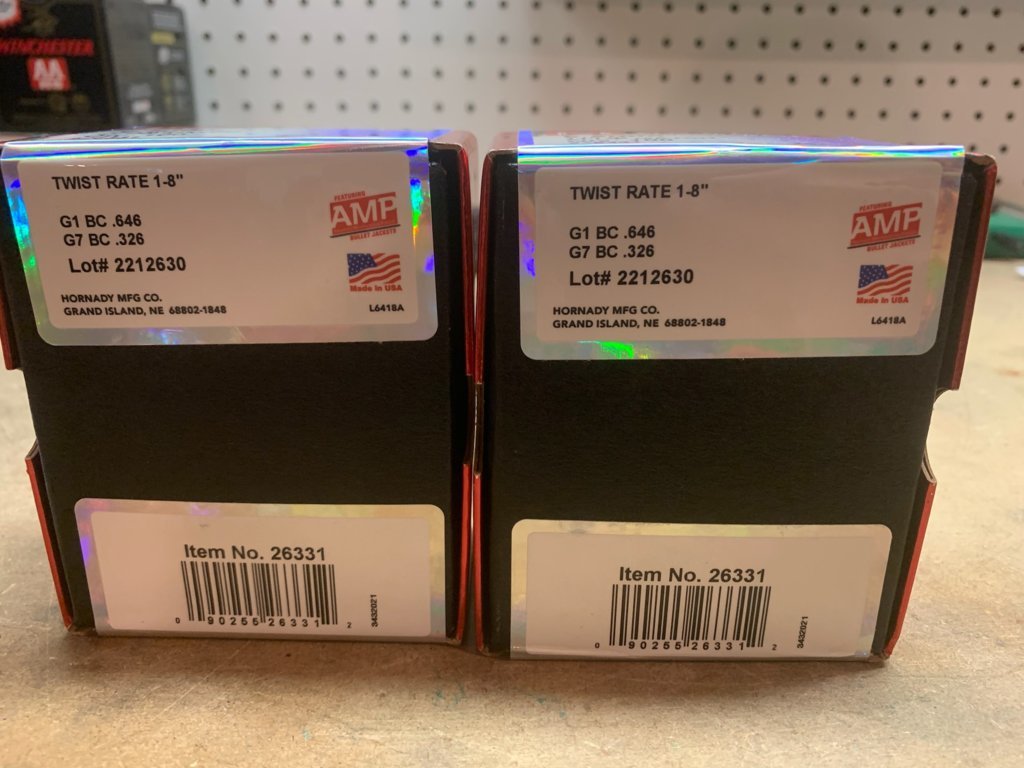 WINCHESTER
AA
TWIST RATE 1-8"
G1 BC .646
G7 BC .326
Lot# 2212630
HORNADY MFG CO.
GRAND ISLAND, NE 68802-1848
FEATURING
AMP
BULLET JACKETS
Made in USA
L6418A
Item No. 26331
0 90255 26331 2
3432021
TWIST RATE 1-8"
G1 BC .646
G7 BC .326
Lot# 2212630
HORNADY MFG CO.
GRAND ISLAND, NE 68802-1848
FEATURING
AMP
BULLET JACKETS
Made in USA
L6418A
Item No. 26331
0 90255 26331 2
3432021